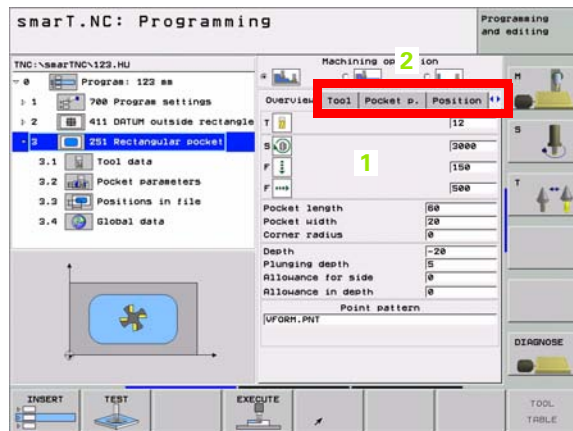 smarT.NC: Programming
Programming and editing
TNC:\smarTNC\123.HU
0 Program: 123 mm
1 700 Program settings
2 411 DATUM outside rectangle
3 251 Rectangular pocket
3.1 Tool data
3.2 Pocket parameters
3.3 Positions in file
3.4 Global data
Machining op 2 ion
Overview Tool Pocket p. Position
1
T 12
S 3000
F 150
F 500
Pocket length 60
Pocket width 20
Corner radius 0
Depth -20
Plunging depth 5
Allowance for side 0
Allowance in depth 0
Point pattern
VFORM.PNT
M
S
T
DIAGNOSE
INSERT
TEST
EXECUTE
TOOL TABLE